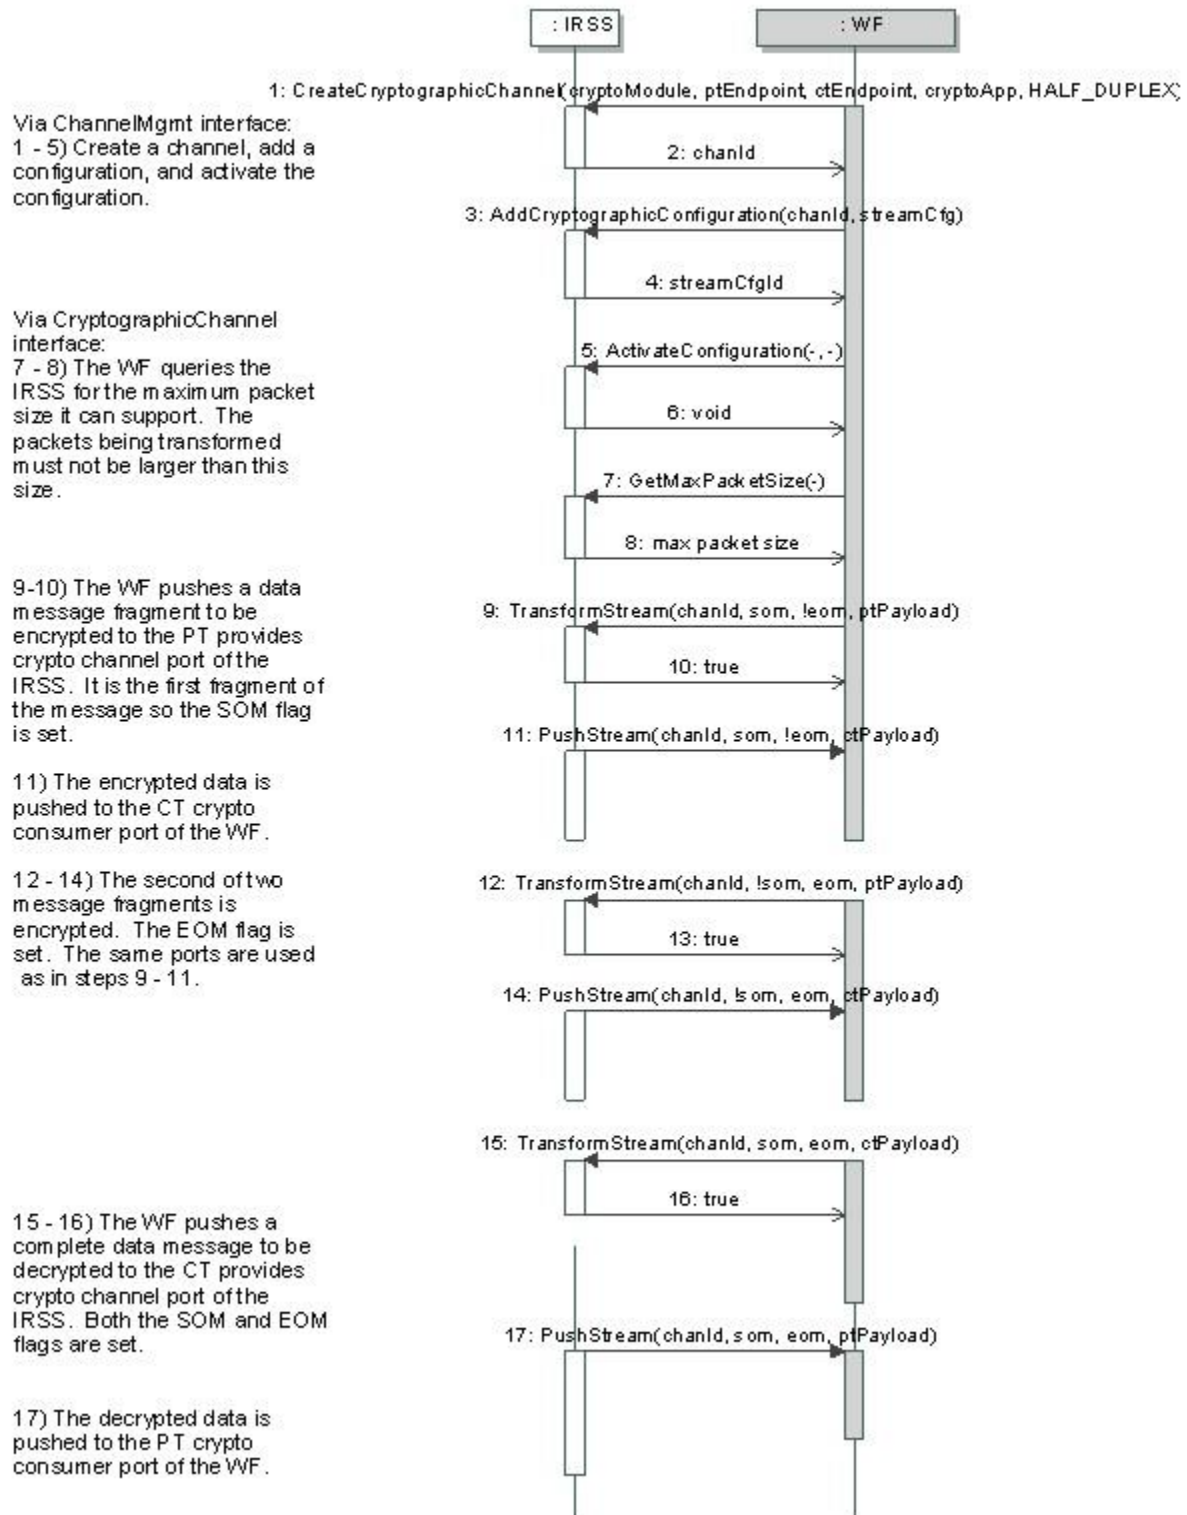 : IRSS
: WF
1: CreateCryptographicChannel(cryptoModule, ptEndpoint, ctEndpoint, cryptoApp, HALF_DUPLEX)
Via ChannelMgmt interface:
1 - 5) Create a channel, add a
configuration, and activate the
configuration.
2: chanId
3: AddCryptographicConfiguration(chanId, streamCfg)
4: streamCfgId
Via CryptographicChannel
interface:
7 - 8) The WF queries the
IRSS for the maximum packet
size it can support. The
packets being transformed
must not be larger than this
size.
5: ActivateConfiguration(-,-)
6: void
7: GetMaxPacketSize(-)
8: max packet size
9-10) The WF pushes a data
message fragment to be
encrypted to the PT provides
crypto channel port of the
IRSS. It is the first fragment of
the message so the SOM flag
is set.
9: TransformStream(chanId, som, !eom, ptPayload)
10: true
11: PushStream(chanId, som, !eom, ctPayload)
11) The encrypted data is
pushed to the CT crypto
consumer port of the WF.
12 - 14) The second of two
message fragments is
encrypted. The EOM flag is
set. The same ports are used
as in steps 9 - 11.
12: TransformStream(chanId, !som, eom, ptPayload)
13: true
14: PushStream(chanId, !som, eom, ctPayload)
15: TransformStream(chanId, som, eom, ctPayload)
16: true
15 - 16) The WF pushes a
complete data message to be
decrypted to the CT provides
crypto channel port of the
IRSS. Both the SOM and EOM
flags are set.
17: PushStream(chanId, som, eom, ptPayload)
17) The decrypted data is
pushed to the PT crypto
consumer port of the WF.